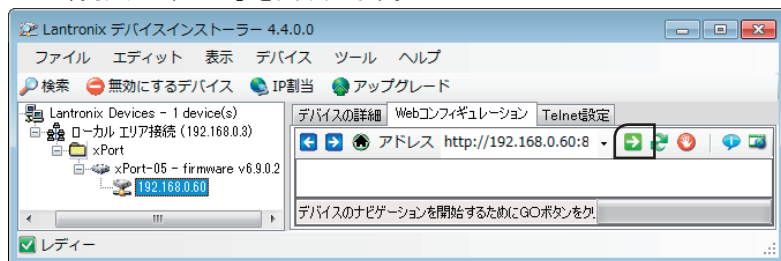 Lantronix デバイスインストーラー 4.4.0.0
ファイル エディット 表示 デバイス ツール ヘルプ
検索 無効にするデバイス IP割当 アップグレード
Lantronix Devices - 1 device(s)
ローカル エリア接続 (192.168.0.3)
xPort
xPort-05 - firmware v6.9.0.2
192.168.0.60
デバイスの詳細 Webコンフィギュレーション Telnet設定
アドレス http://192.168.0.60:8
デバイスのナビゲーションを開始するためにGOボタンをク
レディー